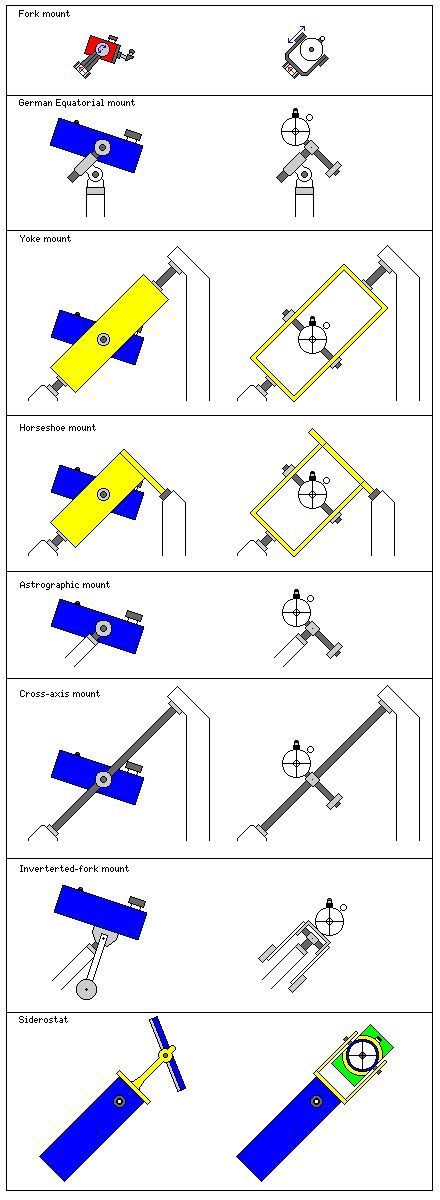 Fork mount
German Equatorial mount
Yoke mount
Horseshoe mount
Astrographic mount
Cross-axis mount
Inverterted-fork mount
Siderostat